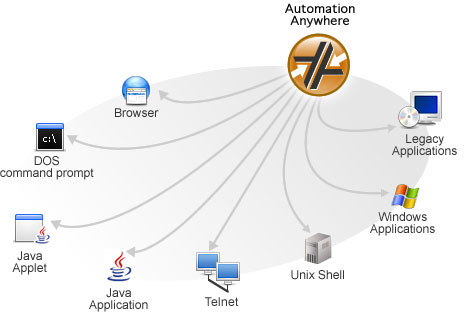 Automation
Anywhere
Browser
c:\
DOS
command prompt
Legacy
Applications
Windows
Applications
Java
Applet
Java
Application
Telnet
Unix Shell